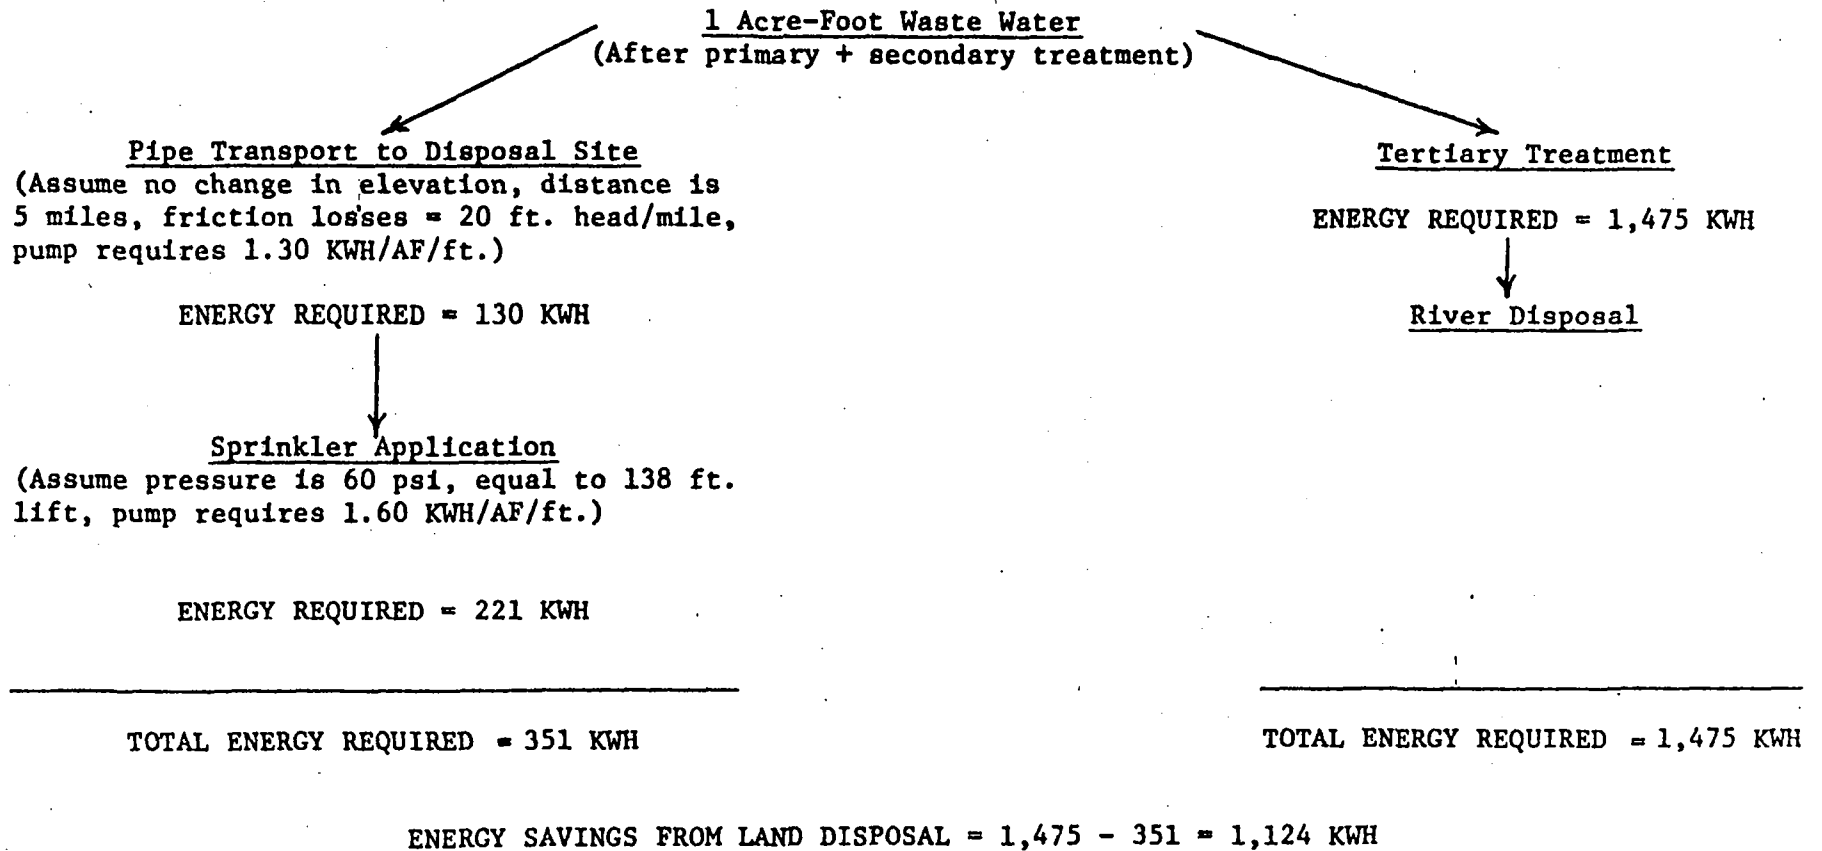 1 Acre-Foot Waste Water
(After primary + secondary treatment)
Pipe Transport to Disposal Site
(Assume no change in elevation, distance is
5 miles, friction losses = 20 ft. head/mile,
pump requires 1.30 KWH/AF/ft.)
ENERGY REQUIRED = 130 KWH
Sprinkler Application
(Assume pressure is 60 psi, equal to 138 ft.
lift, pump requires 1.60 KWH/AF/ft.)
ENERGY REQUIRED = 221 KWH
TOTAL ENERGY REQUIRED = 351 KWH
Tertiary Treatment
ENERGY REQUIRED = 1,475 KWH
River Disposal
TOTAL ENERGY REQUIRED = 1,475 KWH
ENERGY SAVINGS FROM LAND DISPOSAL = 1,475 - 351 = 1,124 KWH